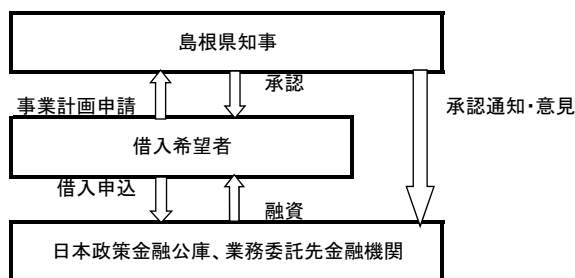 島根県知事
承認
事業計画申請
承認通知・意見
借入希望者
借入申込
融資
日本政策金融公庫、業務委託先金融機関